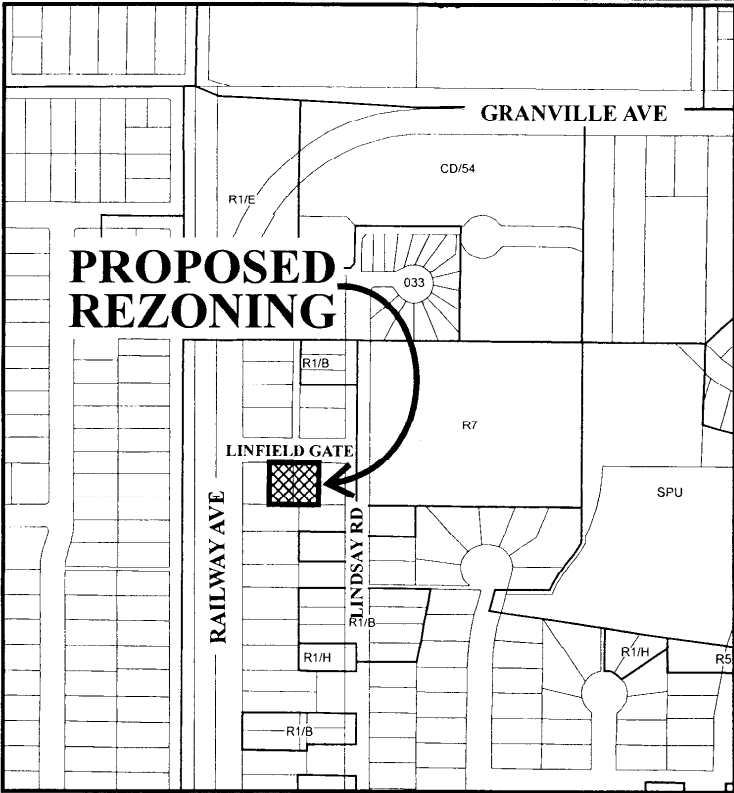 GRANVILLE AVE
CD/54
R1/E
PROPOSED
REZONING
033
R1/B
R7
LINFIELD GATE
SPU
RAILWAY AVE
LINDSAY RD
R1/B
R1/H
R1/H
R5
R1/B